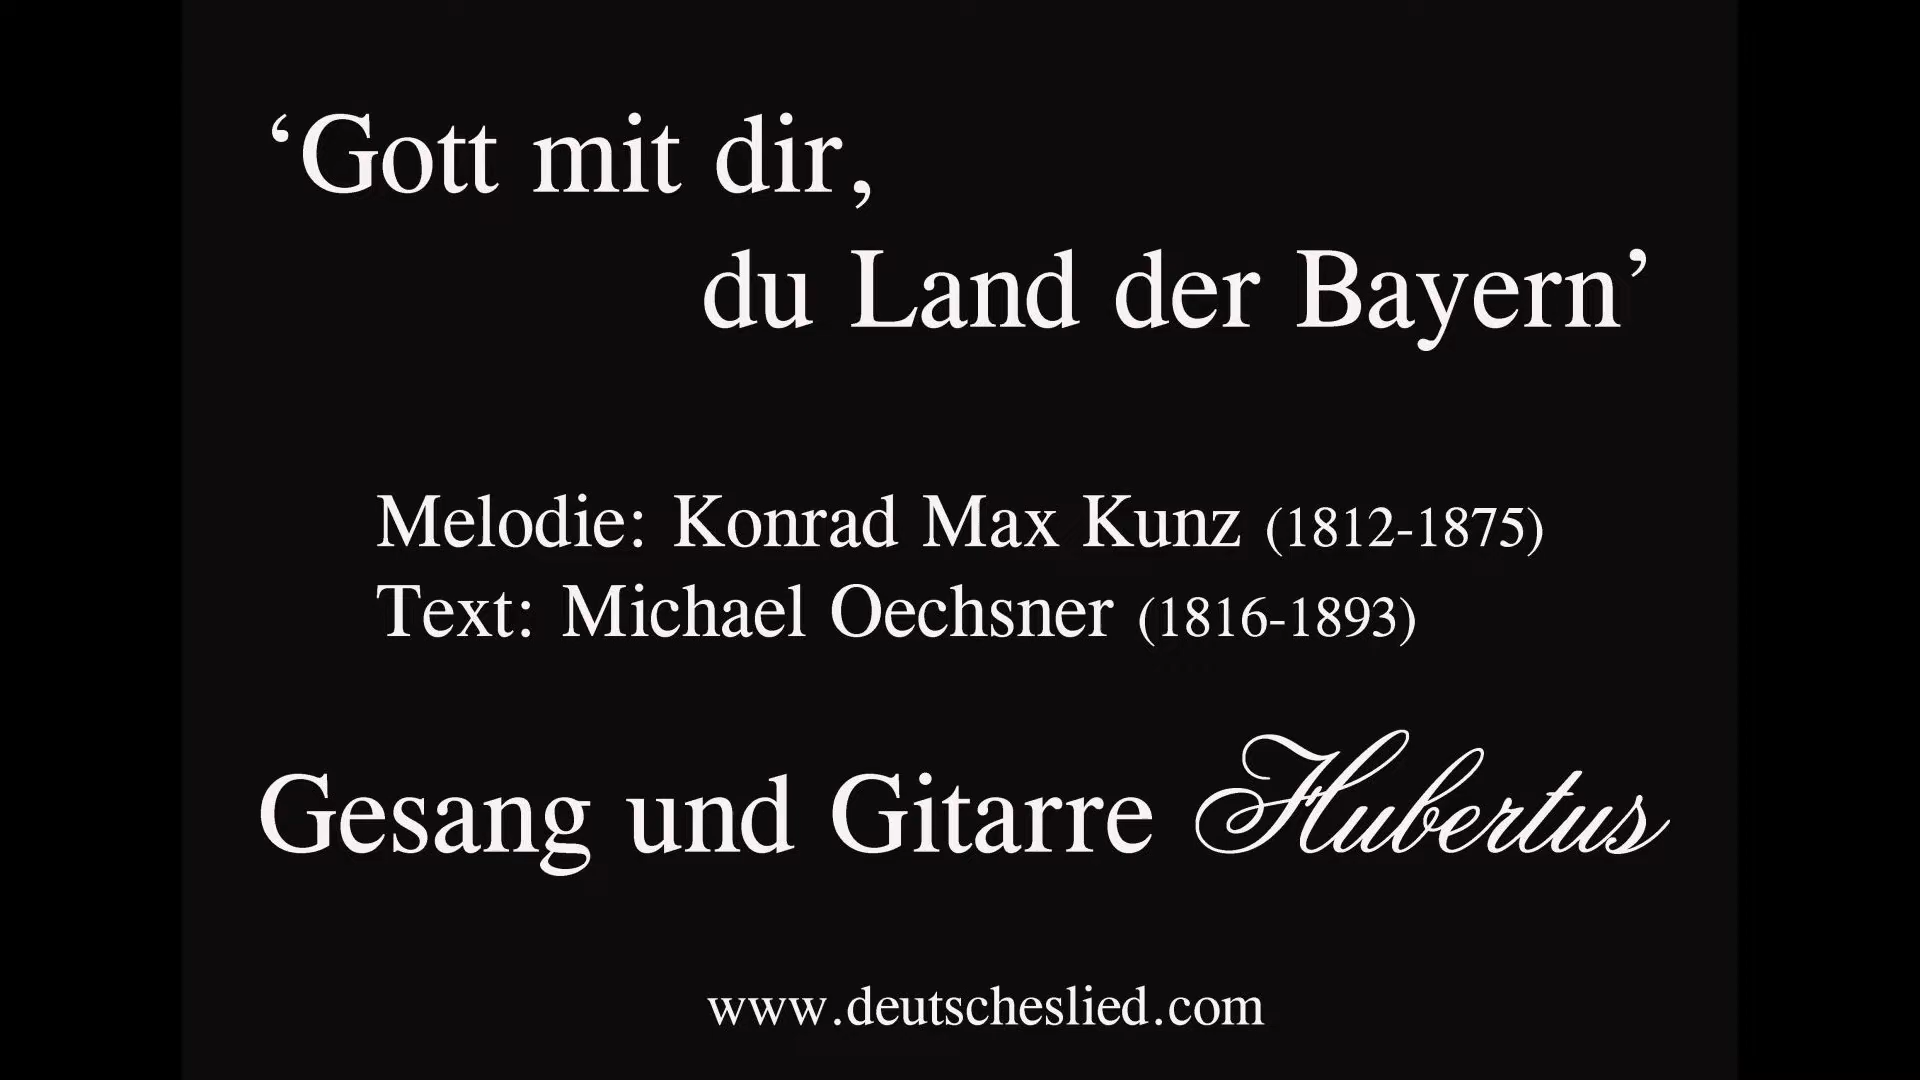 ‘Gott mit dir,
du Land der Bayern’
Melodie: Konrad Max Kunz (1812-1875)
Text: Michael Oechsner (1816-1893)
Gesang und Gitarre Hubertus
www.deutscheslied.com